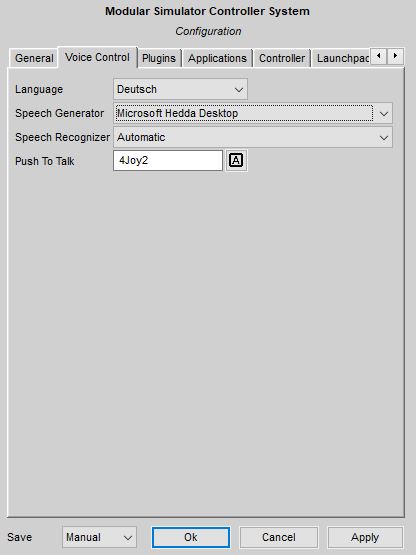 Modular Simulator Controller System
Configuration
General Voice Control Plugins Applications Controller Launchpad
Language Deutsch
Speech Generator Microsoft Hedda Desktop
Speech Recognizer Automatic
Push To Talk 4Joy2 A
Save Manual Ok Cancel Apply